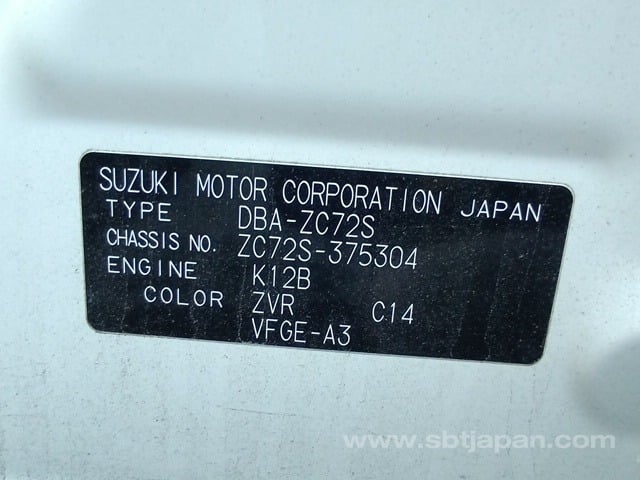 SUZUKI MOTOR CORPORATION JAPAN
TYPE DBA-ZC72S
CHASSIS NO. ZC72S-375304
ENGINE K12B
COLOR ZVR C14
VFGE-A3
www.sbtjapan.com